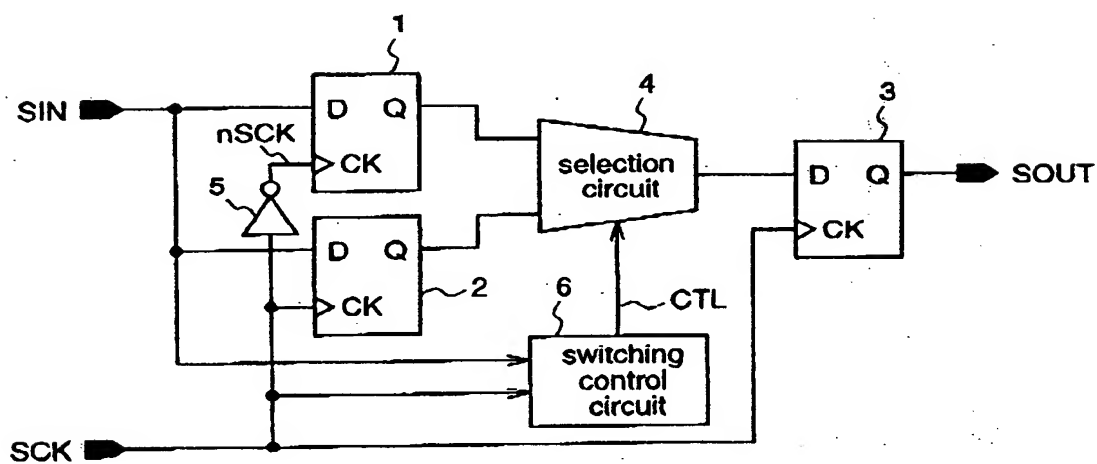 1
SIN
D Q
nSCK
CK
5
4
selection
circuit
3
D Q
SOUT
CK
D Q
CK
2
6
CTL
switching
control
circuit
SCK